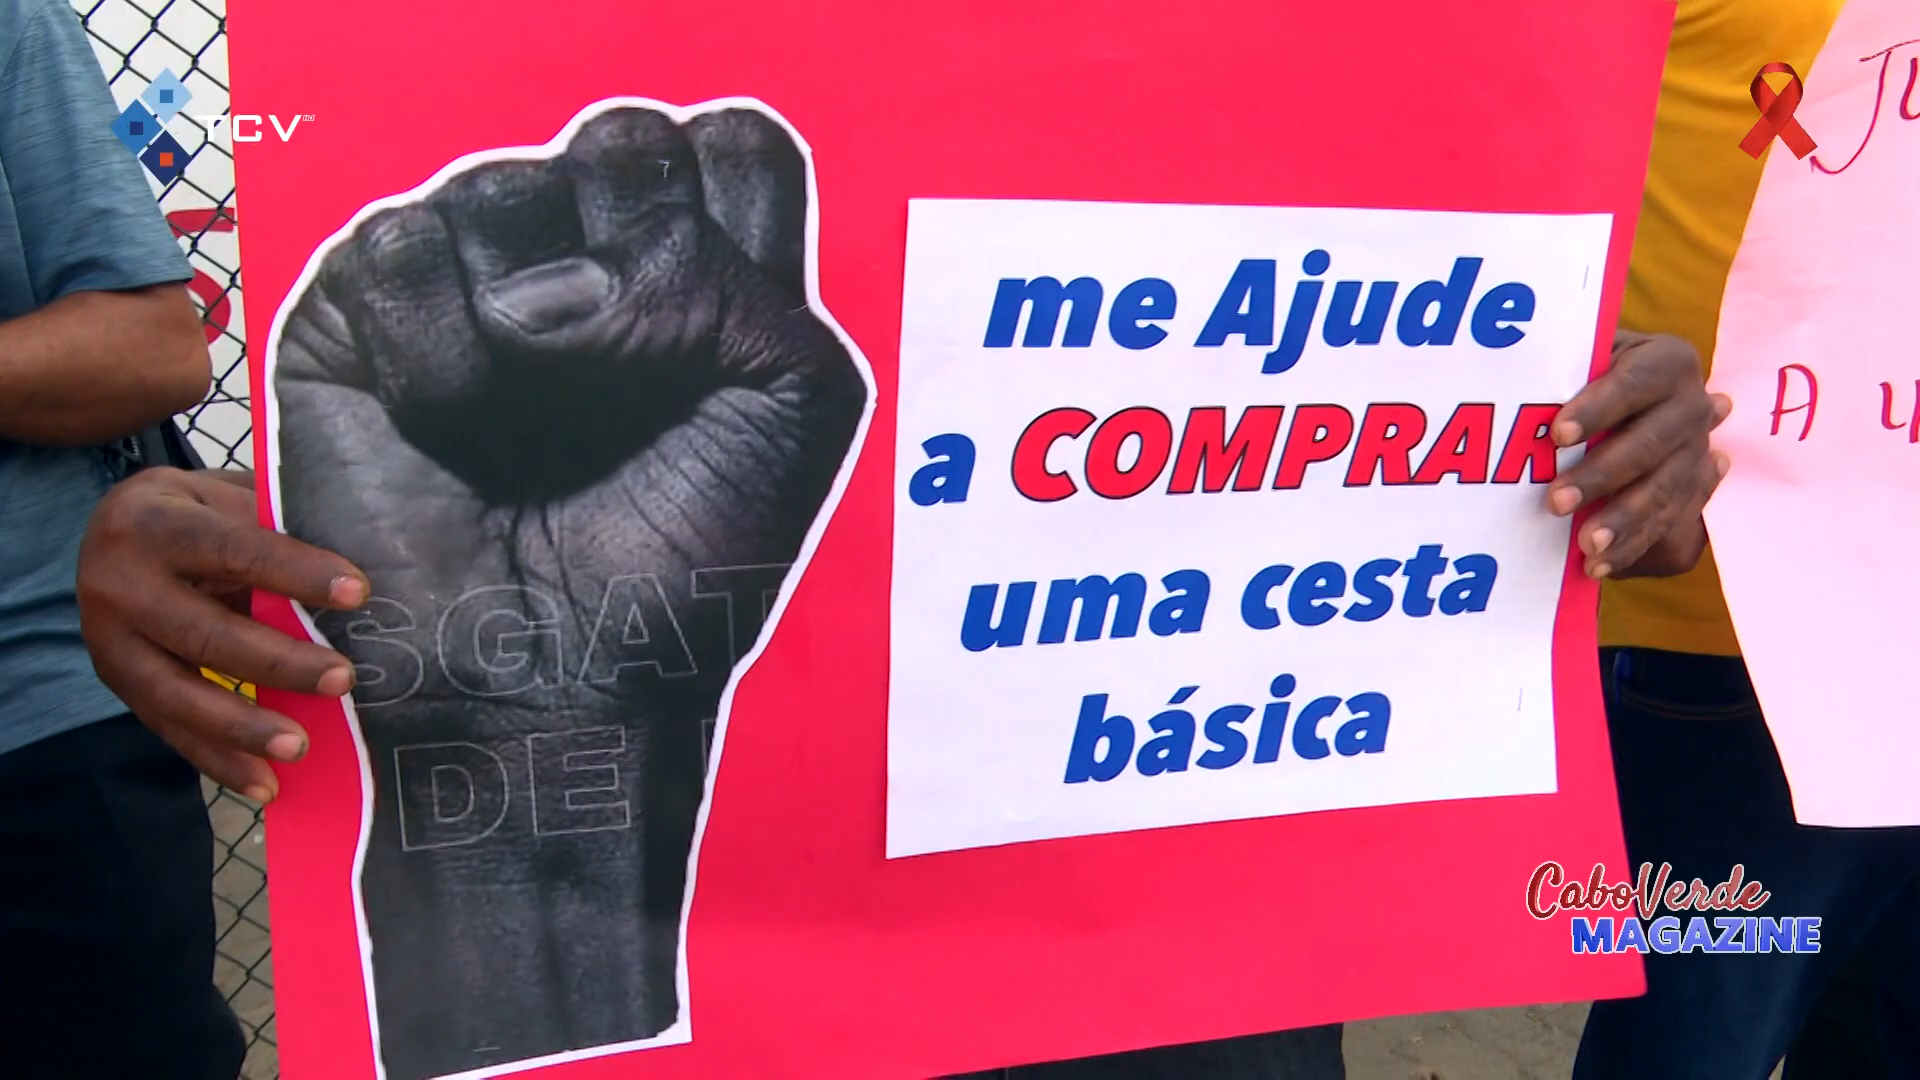 TCV
me Ajude
a COMPRAR
uma cesta
básica
SGAT
DE
A
CaboVerde
MAGAZINE